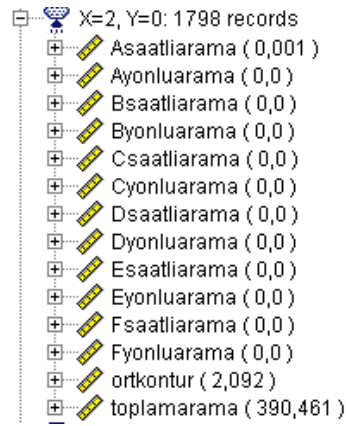 X=2, Y=0: 1798 records
Asaatliarama ( 0,001 )
Ayonluarama ( 0,0 )
Bsaatliarama ( 0,0 )
Byonluarama ( 0,0 )
Csaatliarama ( 0,0 )
Cyonluarama ( 0,0 )
Dsaatliarama ( 0,0 )
Dyonluarama ( 0,0 )
Esaatliarama ( 0,0 )
Eyonluarama ( 0,0 )
Fsaatliarama ( 0,0 )
Fyonluarama ( 0,0 )
ortkontur ( 2,092 )
toplamarama ( 390,461 )